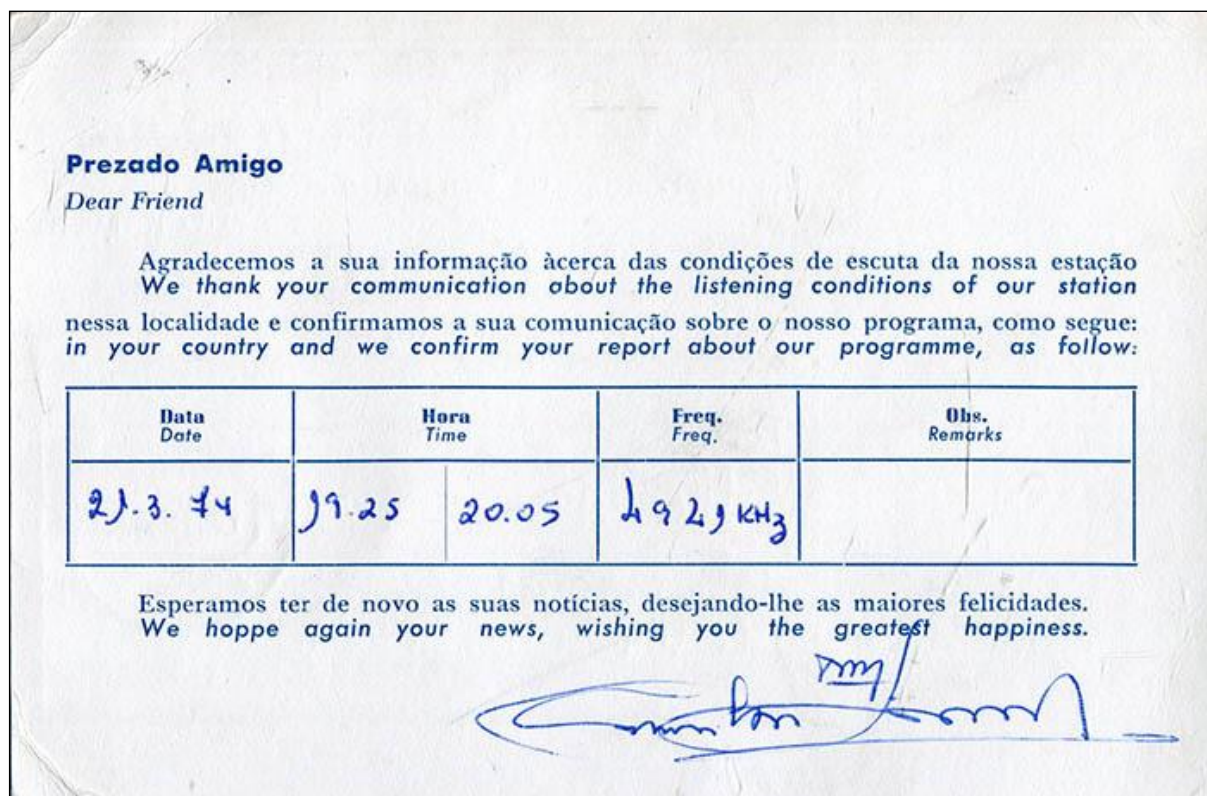 Prezado Amigo
Dear Friend
Agradecemos a sua informação àcerca das condições de escuta da nossa estação
We thank your communication about the listening conditions of our station
nessa localidade e confirmamos a sua comunicação sobre o nosso programa, como segue:
in your country and we confirm your report about our programme, as follow:
Data Hora Freq. Obs.
Date Time Freq. Remarks
21.3.74 19.25 20.05 4941 KHz
Esperamos ter de novo as suas notícias, desejando-lhe as maiores felicidades.
We hoppe again your news, wishing you the greatest happiness.